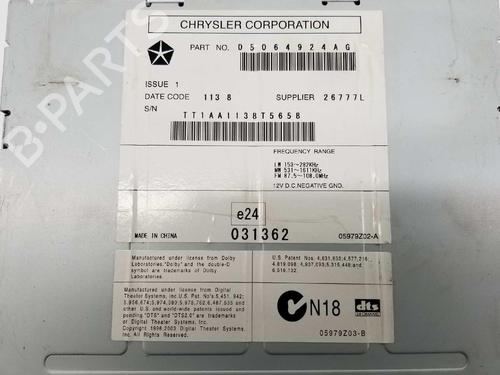 CHRYSLER CORPORATION
PART NO. D5064924AG
ISSUE 1
DATE CODE 113 8 SUPPLIER 26777L
S/N
TT1AA1138T5658
FREQUENCY RANGE
LW 153~282KHz
MW 531~1611KHz
FM 87.5~108.0MHz
12V D.C.NEGATIVE GND.
e24
031362
MADE IN CHINA
05979Z02-A
Manufactured under license from Dolby
Laboratories."Dolby" and the double-D
symbol are trademarks of Dolby
Laboratories.
U.S. Patent Nos. 4,631,603;4,577,216;
4,819,098; 4,937,093;5,315,448;and
6,516,132.
Manufactured under license from Digital
Theater Systems, Inc.U.S. Pat. No's.5,451, 942;
3,956,674;5,974,380;5,978,762;6,487,535 and
other U.S. and world-wide patents issued and
pending."DTS" and "DTS2.0" are trademarks
of Digital Theater Systems, Inc.
Copyright 1996,2003 Digital Theater Systems,
Inc. All Rights Reserved.
N18
dts
05979Z03-B
B-PARTS